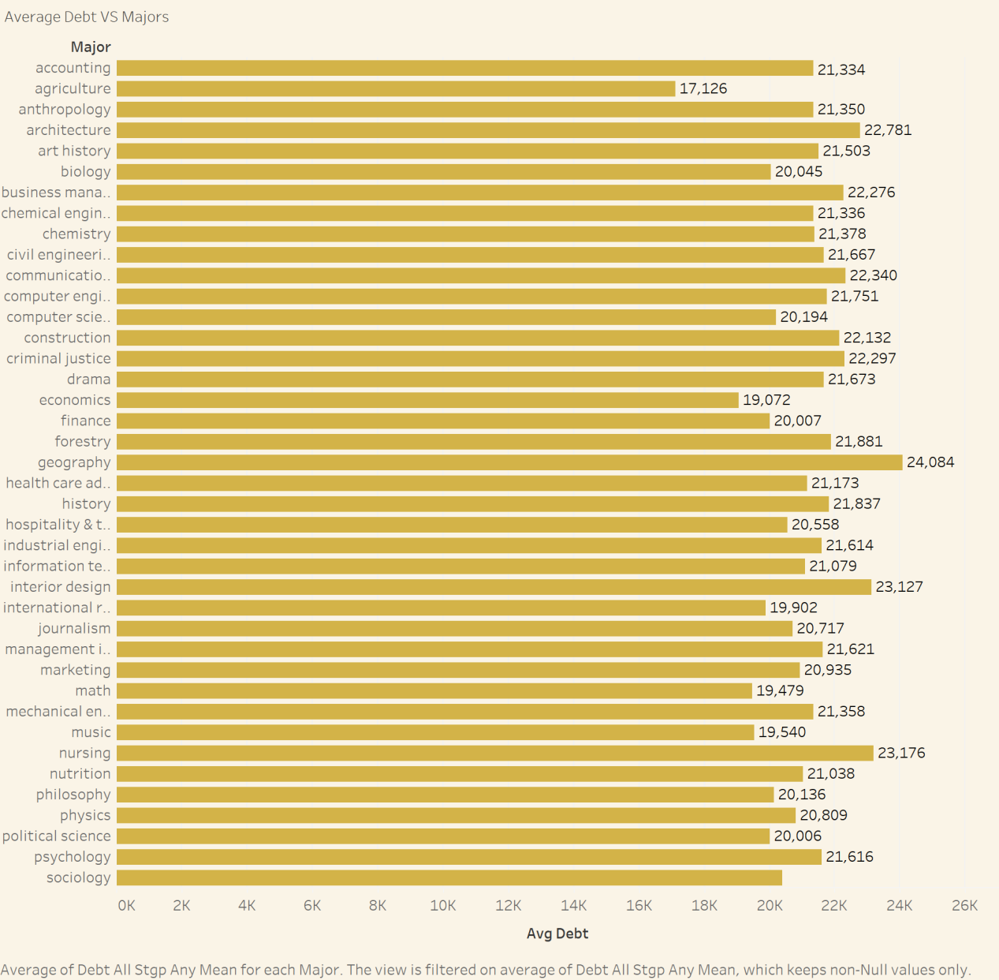 Average Debt VS Majors
Major
accounting 21,334
agriculture 17,126
anthropology 21,350
architecture 22,781
art history 21,503
biology 20,045
business mana.. 22,276
chemical engin.. 21,336
chemistry 21,378
civil engineeri.. 21,667
communicatio.. 22,340
computer engi.. 21,751
computer scie.. 20,194
construction 22,132
criminal justice 22,297
drama 21,673
economics 19,072
finance 20,007
forestry 21,881
geography 24,084
health care ad.. 21,173
history 21,837
hospitality & t.. 20,558
industrial engi.. 21,614
information te.. 21,079
interior design 23,127
international r.. 19,902
journalism 20,717
management i.. 21,621
marketing 20,935
math 19,479
mechanical en.. 21,358
music 19,540
nursing 23,176
nutrition 21,038
philosophy 20,136
physics 20,809
political science 20,006
psychology 21,616
sociology
0K 2K 4K 6K 8K 10K 12K 14K 16K 18K 20K 22K 24K 26K
Avg Debt
Average of Debt All Stgp Any Mean for each Major. The view is filtered on average of Debt All Stgp Any Mean, which keeps non-Null values only.